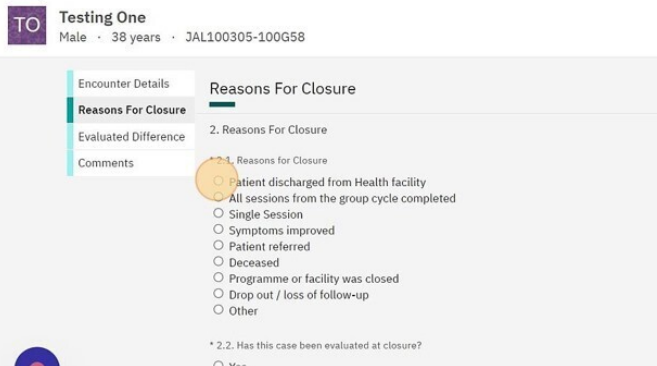 TO
Testing One
Male · 38 years · JAL100305-100G58
Encounter Details
Reasons For Closure
Evaluated Difference
Comments
Reasons For Closure
2. Reasons For Closure
* 2.1. Reasons for Closure
Patient discharged from Health facility
All sessions from the group cycle completed
Single Session
Symptoms improved
Patient referred
Deceased
Programme or facility was closed
Drop out / loss of follow-up
Other
* 2.2. Has this case been evaluated at closure?
Yes